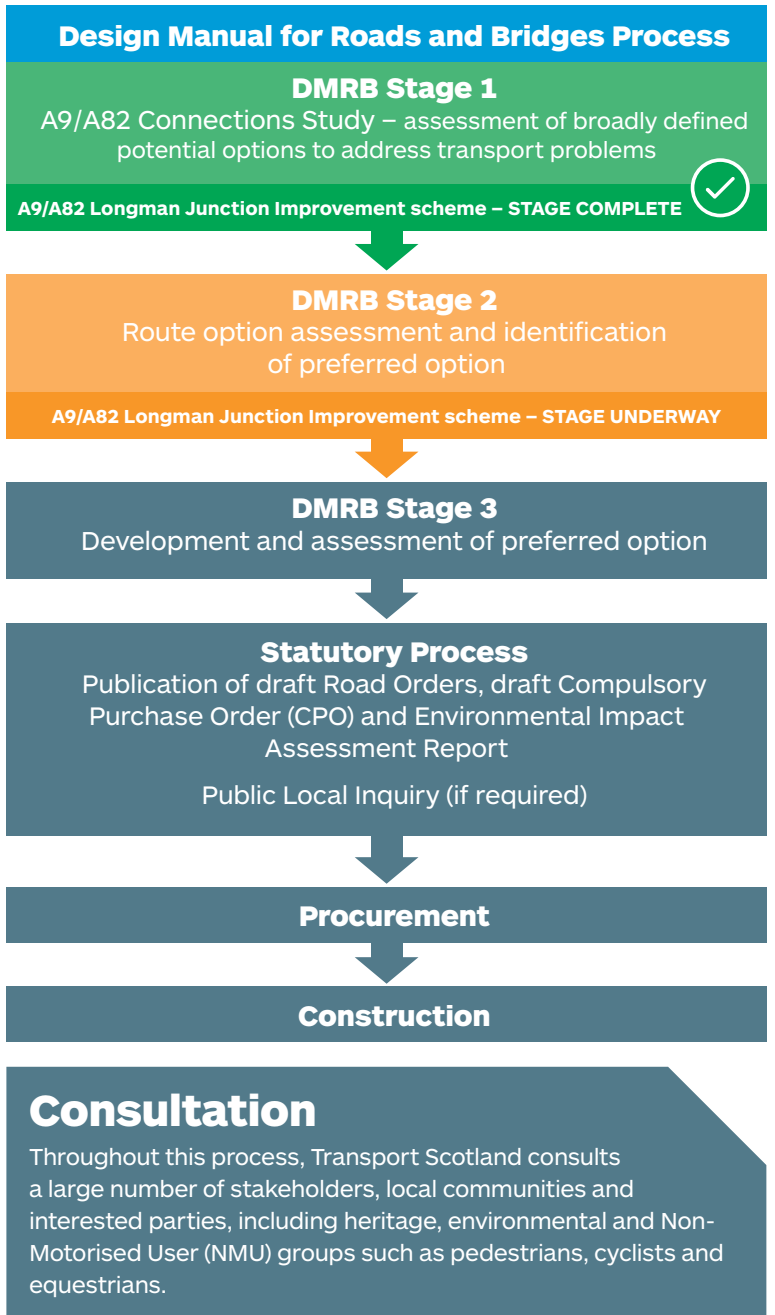 Design Manual for Roads and Bridges Process
DMRB Stage 1
A9/A82 Connections Study – assessment of broadly defined
potential options to address transport problems
A9/A82 Longman Junction Improvement scheme – STAGE COMPLETE
DMRB Stage 2
Route option assessment and identification
of preferred option
A9/A82 Longman Junction Improvement scheme – STAGE UNDERWAY
DMRB Stage 3
Development and assessment of preferred option
Statutory Process
Publication of draft Road Orders, draft Compulsory
Purchase Order (CPO) and Environmental Impact
Assessment Report
Public Local Inquiry (if required)
Procurement
Construction
Consultation
Throughout this process, Transport Scotland consults
a large number of stakeholders, local communities and
interested parties, including heritage, environmental and Non-
Motorised User (NMU) groups such as pedestrians, cyclists and
equestrians.